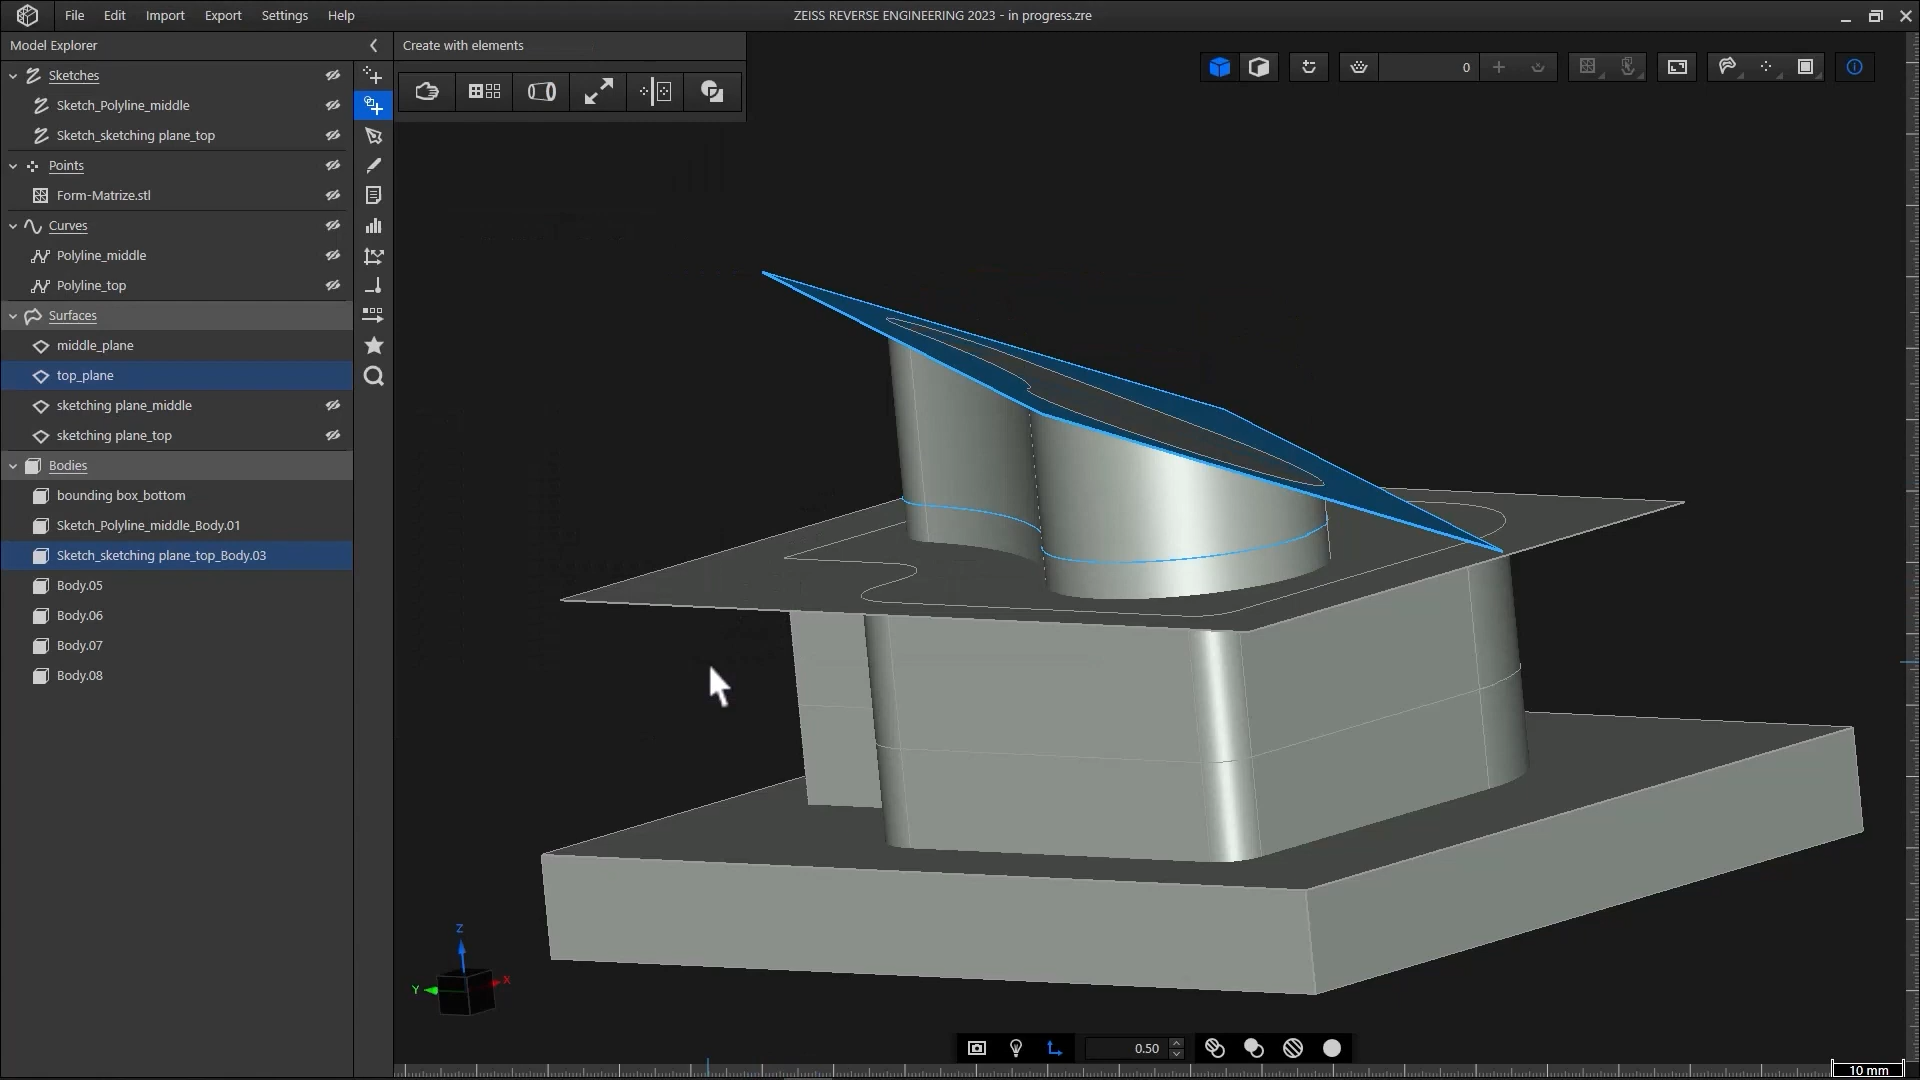 File Edit Import Export Settings Help
ZEISS REVERSE ENGINEERING 2023 - in progress.zre
Model Explorer
Create with elements
Sketches
Sketch_Polyline_middle
Sketch_sketching plane_top
Points
Form-Matrize.stl
Curves
Polyline_middle
Polyline_top
Surfaces
middle_plane
top_plane
sketching plane_middle
sketching plane_top
Bodies
bounding box_bottom
Sketch_Polyline_middle_Body.01
Sketch_sketching plane_top_Body.03
Body.05
Body.06
Body.07
Body.08
0
Z
Y
X
0.50
10 mm